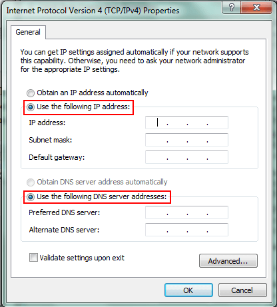 Internet Protocol Version 4 (TCP/IPv4) Properties
General
You can get IP settings assigned automatically if your network supports
this capability. Otherwise, you need to ask your network administrator
for the appropriate IP settings.
Obtain an IP address automatically
Use the following IP address:
IP address:
Subnet mask:
Default gateway:
Obtain DNS server address automatically
Use the following DNS server addresses:
Preferred DNS server:
Alternate DNS server:
Validate settings upon exit
Advanced...
OK Cancel